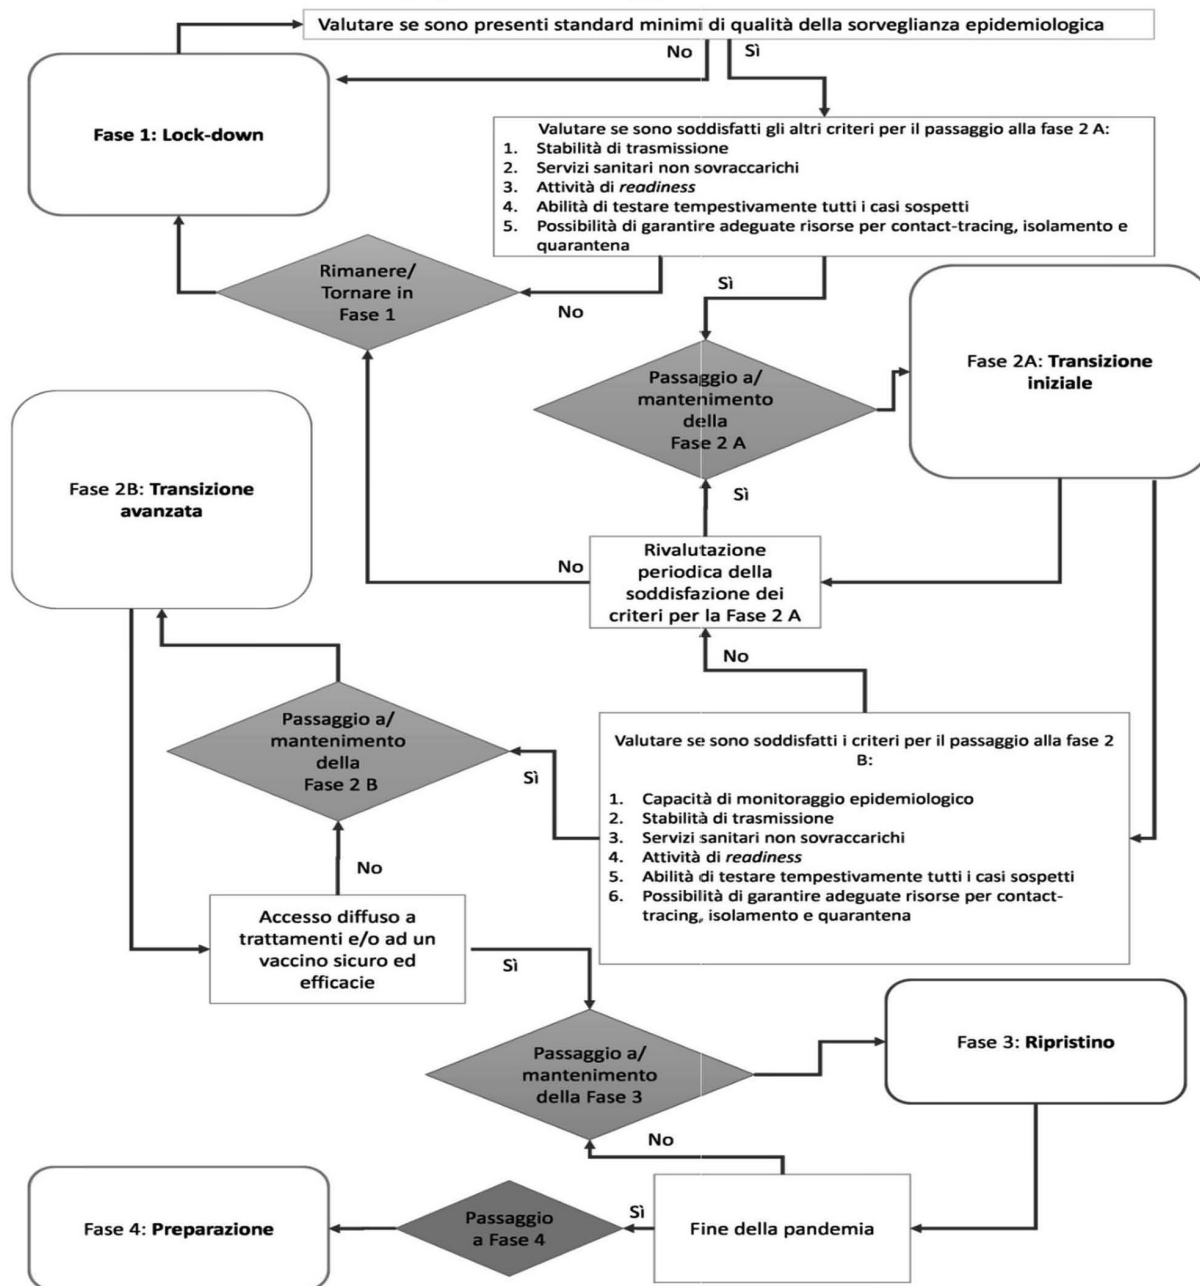 Valutare se sono presenti standard minimi di qualità della sorveglianza epidemiologica
No
Sì
Fase 1: Lock-down
Valutare se sono soddisfatti gli altri criteri per il passaggio alla fase 2 A:
1. Stabilità di trasmissione
2. Servizi sanitari non sovraccarichi
3. Attività di readiness
4. Abilità di testare tempestivamente tutti i casi sospetti
5. Possibilità di garantire adeguate risorse per contact-tracing, isolamento e
quarantena
Rimanere/
Tornare in
Fase 1
No
Sì
Passaggio a/
mantenimento
della
Fase 2 A
Fase 2A: Transizione
iniziale
Fase 2B: Transizione
avanzata
Sì
Rivalutazione
periodica della
soddisfazione dei
criteri per la Fase 2 A
No
No
Passaggio a/
mantenimento
della
Fase 2 B
Sì
Valutare se sono soddisfatti i criteri per il passaggio alla fase 2
B:
1. Capacità di monitoraggio epidemiologico
2. Stabilità di trasmissione
3. Servizi sanitari non sovraccarichi
4. Attività di readiness
5. Abilità di testare tempestivamente tutti i casi sospetti
6. Possibilità di garantire adeguate risorse per contact-
tracing, isolamento e quarantena
No
Accesso diffuso a
trattamenti e/o ad un
vaccino sicuro ed
efficacie
Sì
Passaggio a/
mantenimento
della Fase 3
Fase 3: Ripristino
No
Fine della pandemia
Sì
Passaggio
a Fase 4
Fase 4: Preparazione